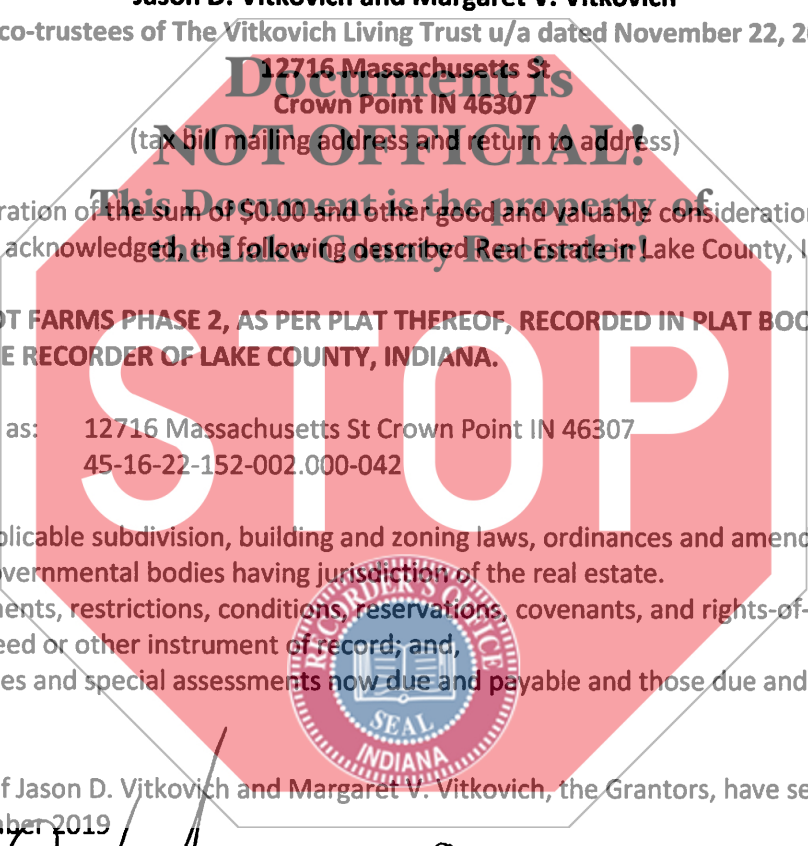 Jason D. Vitkovich and Margaret V. Vitkovich
co-trustees of The Vitkovich Living Trust u/a dated November 22, 20
Document is
12716 Massachusetts St
Crown Point IN 46307
NOT OFFICIAL!
(tax bill mailing address and return to address)
This Document is the property of
ration of the sum of $0.00 and other good and valuable consideration
the Lake County Recorder!
acknowledged, the following described Real Estate in Lake County, I
OT FARMS PHASE 2, AS PER PLAT THEREOF, RECORDED IN PLAT BOO
E RECORDER OF LAKE COUNTY, INDIANA.
STOP
as: 12716 Massachusetts St Crown Point IN 46307
45-16-22-152-002.000-042
plicable subdivision, building and zoning laws, ordinances and amend
overnmental bodies having jurisdiction of the real estate.
ments, restrictions, conditions, reservations, covenants, and rights-of-
eed or other instrument of record; and,
es and special assessments now due and payable and those due and
RECORDER'S OFFICE
SEAL
INDIANA
f Jason D. Vitkovich and Margaret V. Vitkovich, the Grantors, have se
mber 2019